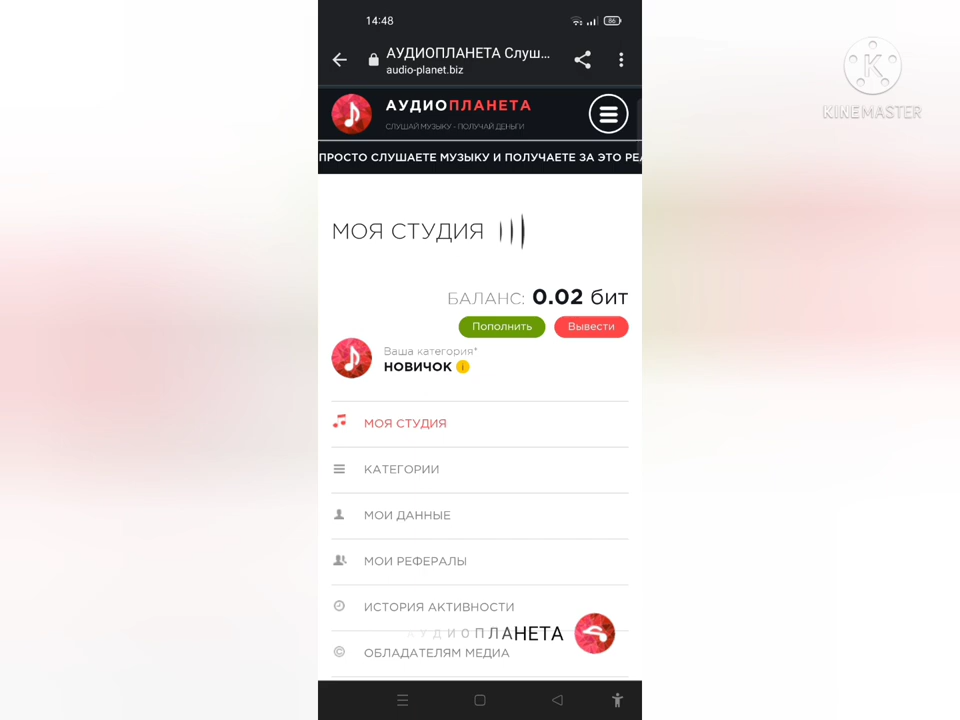 14:48
86
АУДИОПЛАНЕТА Слуш...
audio-planet.biz
K
KINEMASTER
АУДИОПЛАНЕТА
СЛУШАЙ МУЗЫКУ - ПОЛУЧАЙ ДЕНЬГИ
ПРОСТО СЛУШАЕТЕ МУЗЫКУ И ПОЛУЧАЕТЕ ЗА ЭТО РЕА
МОЯ СТУДИЯ
БАЛАНС: 0.02 бит
Пополнить Вывести
Ваша категория*
НОВИЧОК
МОЯ СТУДИЯ
КАТЕГОРИИ
МОИ ДАННЫЕ
МОИ РЕФЕРАЛЫ
ИСТОРИЯ АКТИВНОСТИ
АУДИОПЛАНЕТА
ОБЛАДАТЕЛЯМ МЕДИА